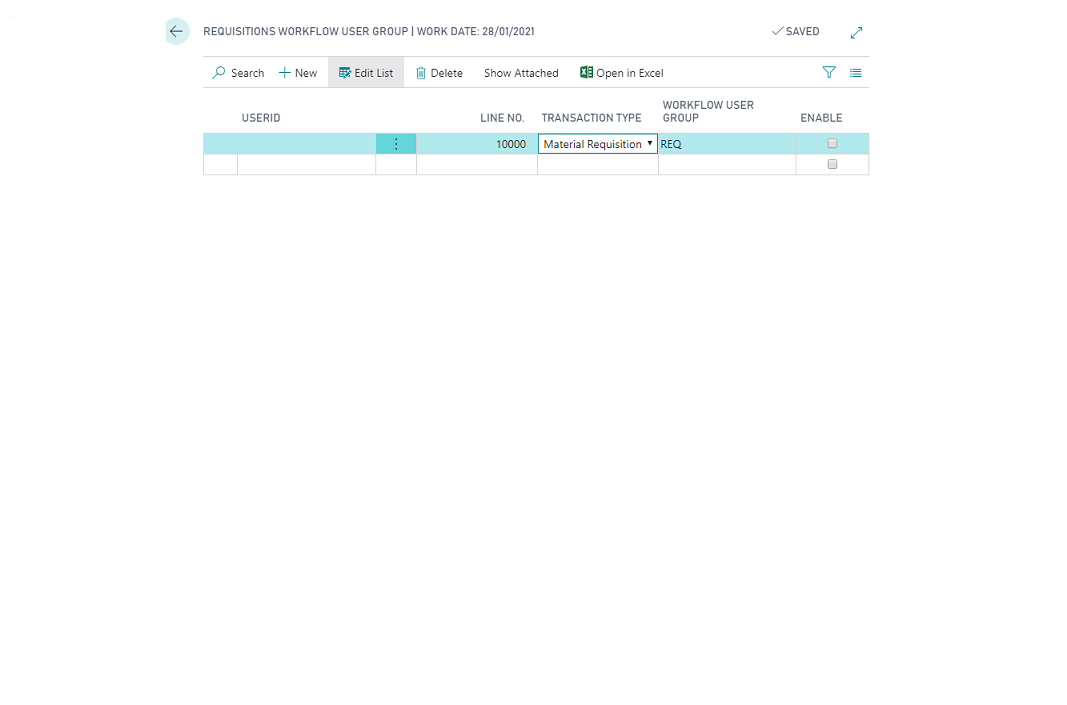 REQUISITIONS WORKFLOW USER GROUP | WORK DATE: 28/01/2021
SAVED
Search New Edit List Delete Show Attached Open in Excel
USERID LINE NO. TRANSACTION TYPE WORKFLOW USER GROUP ENABLE
10000 Material Requisition REQ